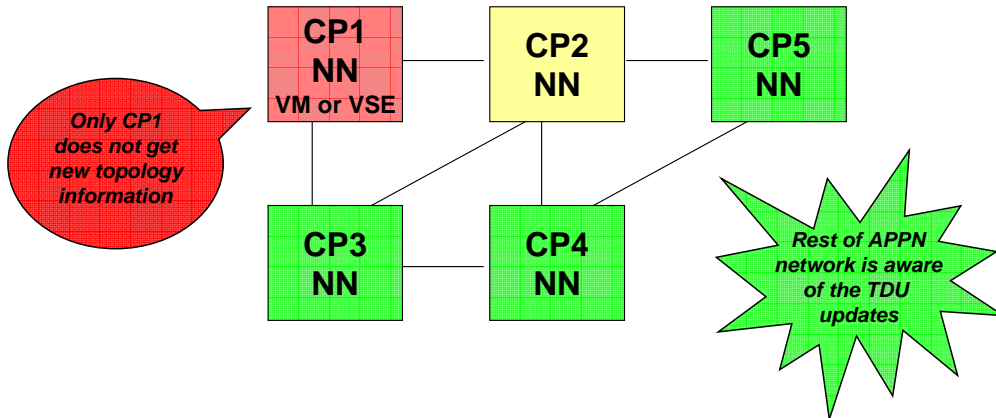 CP1
NN
VM or VSE
CP2
NN
CP5
NN
Only CP1
does not get
new topology
information
CP3
NN
CP4
NN
Rest of APPN
network is aware
of the TDU
updates